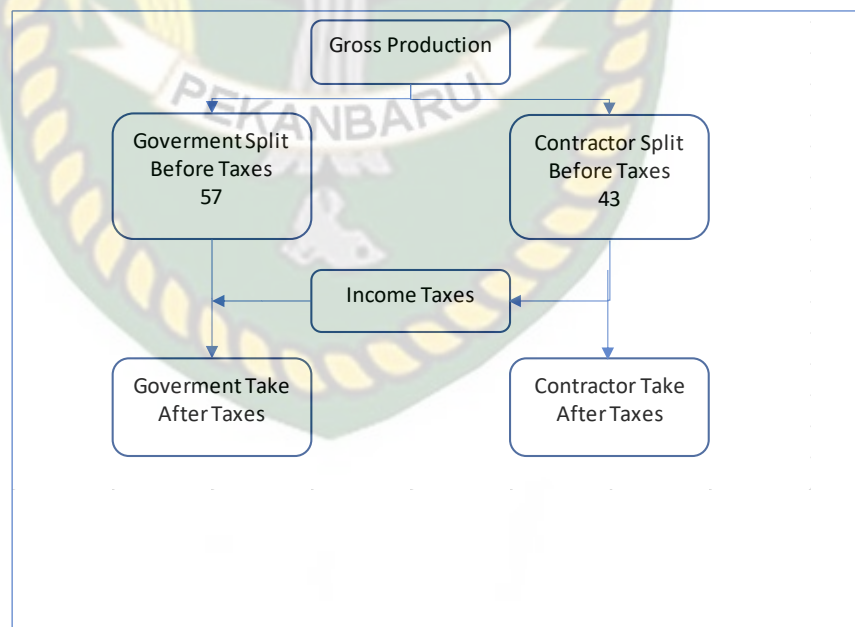 Gross Production
PEKANBARU
Goverment Split
Before Taxes
57
Contractor Split
Before Taxes
43
Income Taxes
Goverment Take
After Taxes
Contractor Take
After Taxes